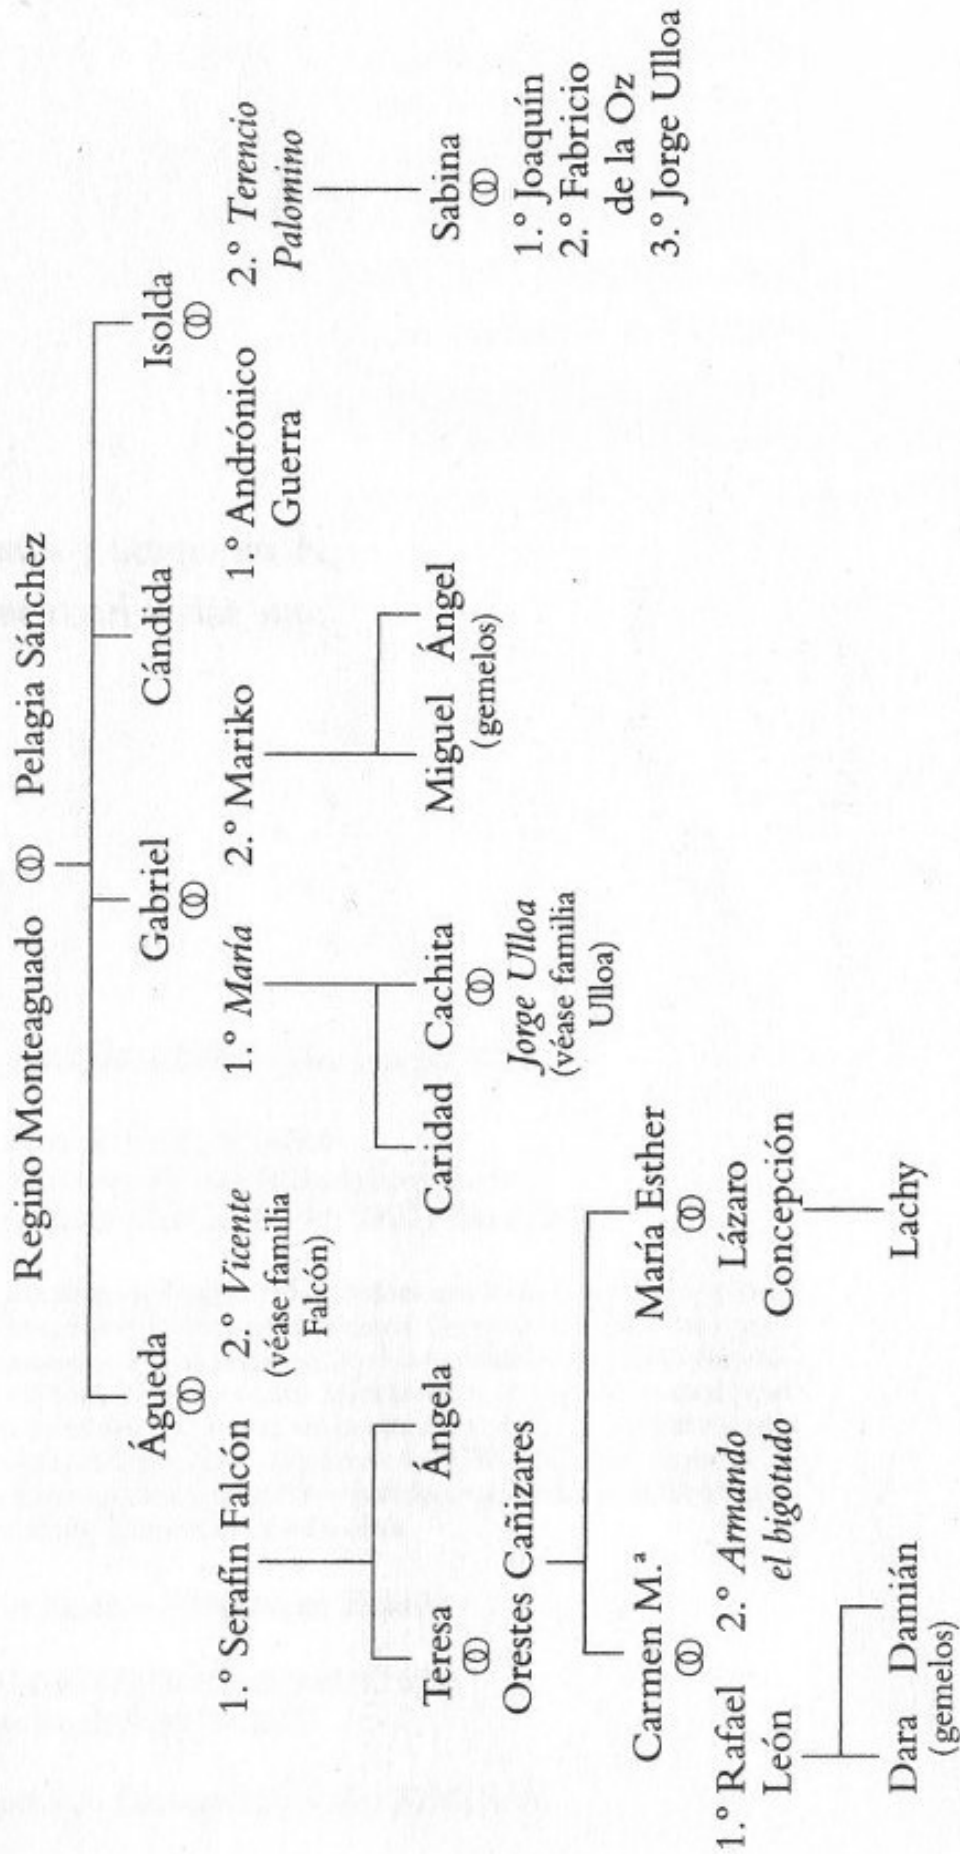 Regino Monteaguado ⚭ Pelagia Sánchez
Águeda Gabriel Cándida Isolda
1.º Serafín Falcón 2.º Vicente 1.º María 2.º Mariko 1.º Andrónico 2.º Terencio
(véase familia Guerra Palomino
Falcón)
Teresa Ángela Caridad Cachita Miguel Ángel Sabina
(gemelos)
Orestes Cañizares Jorge Ulloa 1.º Joaquín
(véase familia 2.º Fabricio
Ulloa) de la Oz
3.º Jorge Ulloa
Carmen M.ª María Esther
1.º Rafael 2.º Armando Lázaro
León el bigotudo Concepción
Dara Damián Lachy
(gemelos)